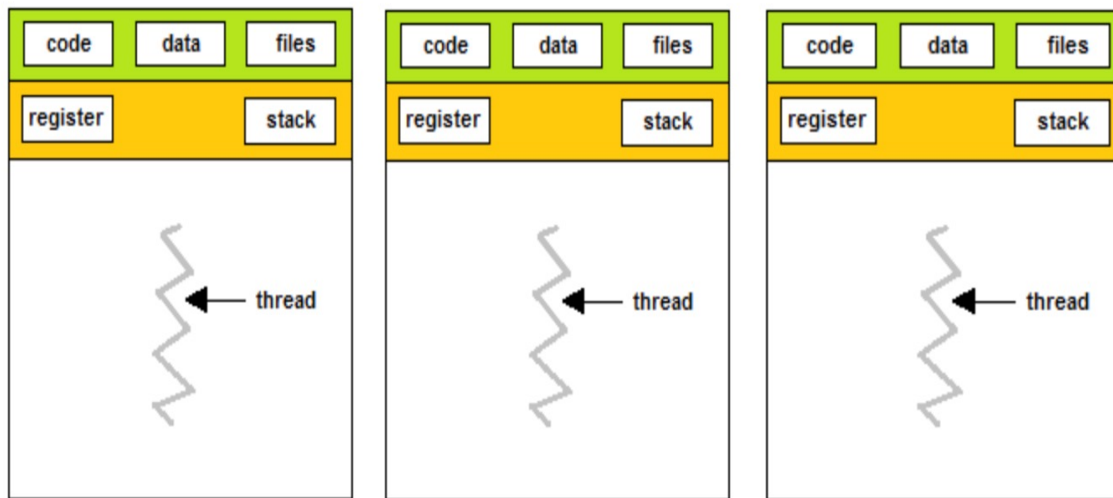 code data files
register stack
thread
code data files
register stack
thread
code data files
register stack
thread